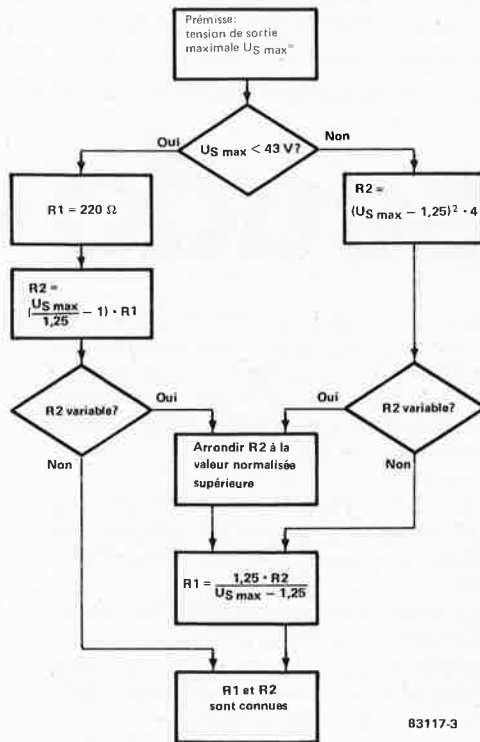 Prémisse:
tension de sortie
maximale US max=
Oui
US max < 43 V?
Non
R1 = 220 Ω
R2 =
(US max − 1,25)² · 4
R2 =
(US max/1,25 − 1) · R1
R2 variable?
Oui
Non
Oui
R2 variable?
Non
Arrondir R2 à la
valeur normalisée
supérieure
R1 = 1,25 · R2/US max − 1,25
R1 et R2
sont connues
83117-3